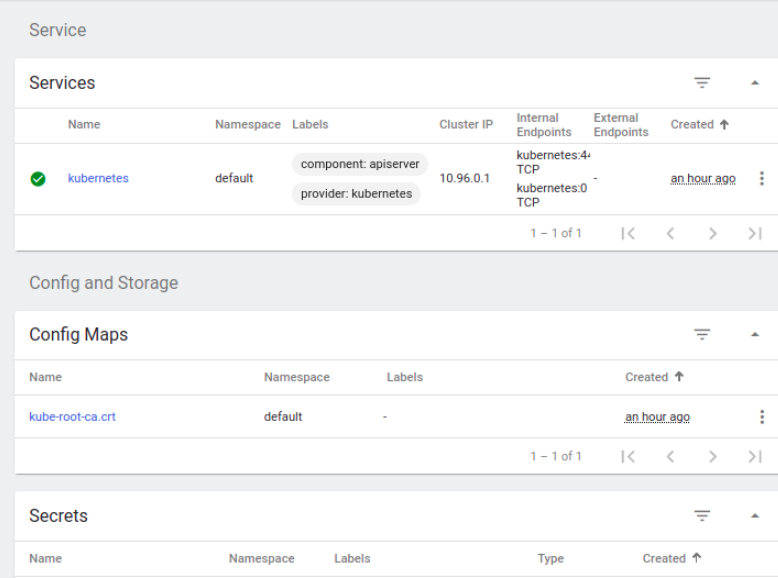 Service
Services
Name Namespace Labels Cluster IP Internal Endpoints External Endpoints Created
kubernetes default component: apiserver provider: kubernetes 10.96.0.1 kubernetes:44 TCP kubernetes:0 TCP - an hour ago
1 – 1 of 1
Config and Storage
Config Maps
Name Namespace Labels Created
kube-root-ca.crt default - an hour ago
1 – 1 of 1
Secrets
Name Namespace Labels Type Created